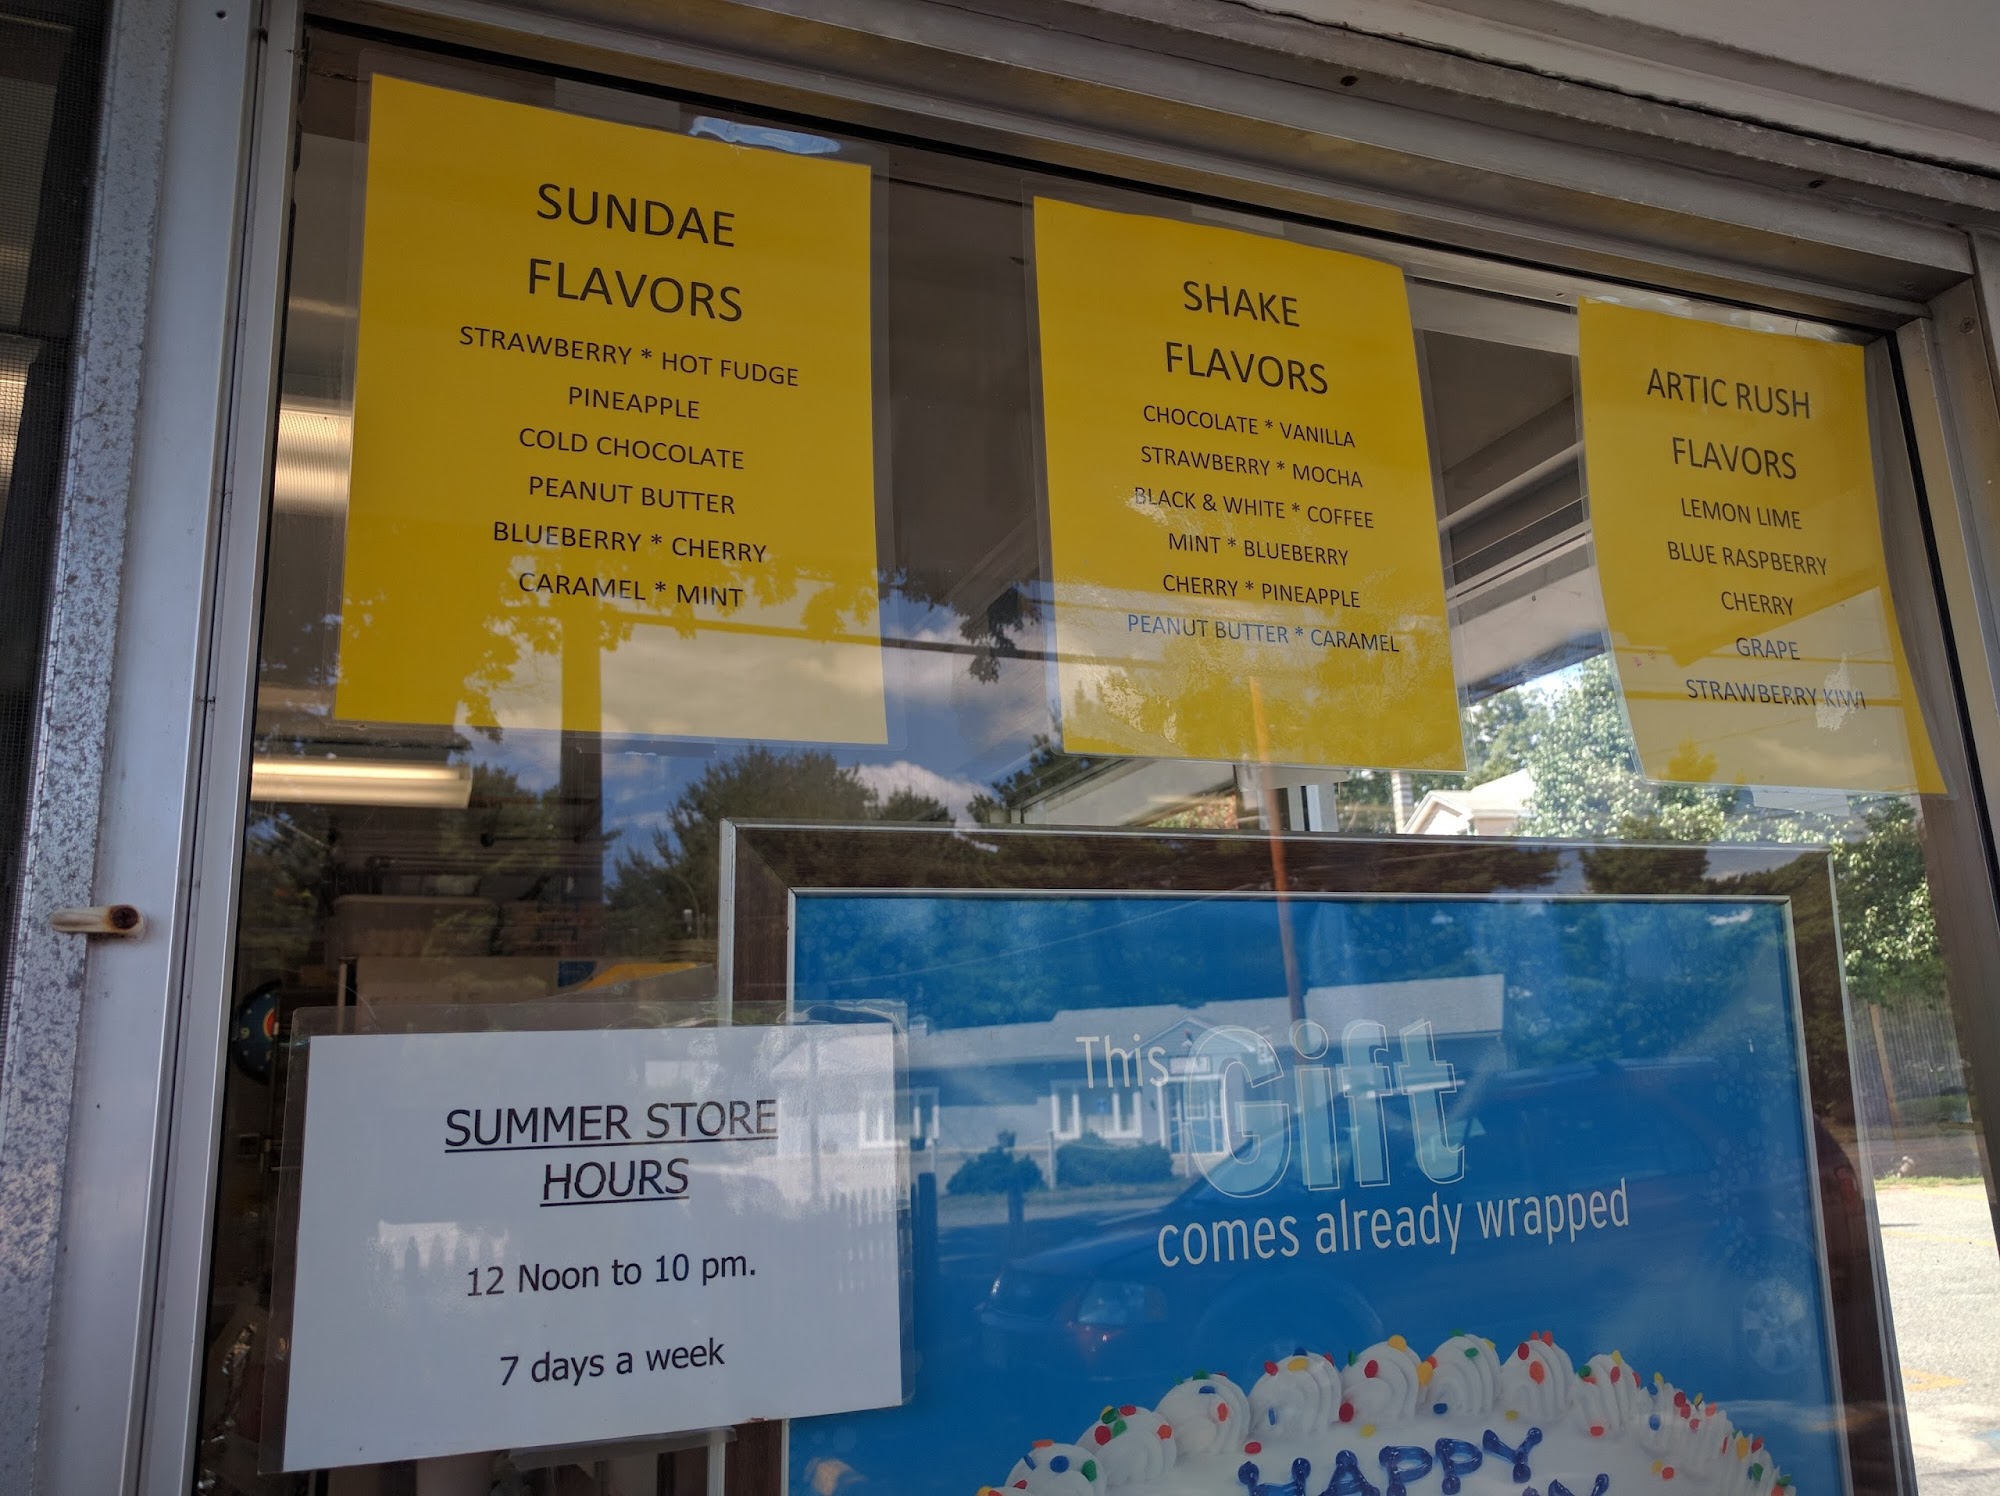 SUNDAE
FLAVORS
STRAWBERRY * HOT FUDGE
PINEAPPLE
COLD CHOCOLATE
PEANUT BUTTER
BLUEBERRY * CHERRY
CARAMEL * MINT
SHAKE
FLAVORS
CHOCOLATE * VANILLA
STRAWBERRY * MOCHA
BLACK & WHITE * COFFEE
MINT * BLUEBERRY
CHERRY * PINEAPPLE
PEANUT BUTTER * CARAMEL
ARTIC RUSH
FLAVORS
LEMON LIME
BLUE RASPBERRY
CHERRY
GRAPE
STRAWBERRY KIWI
SUMMER STORE
HOURS
12 Noon to 10 pm.
7 days a week
This Gift
comes already wrapped
HAPPY